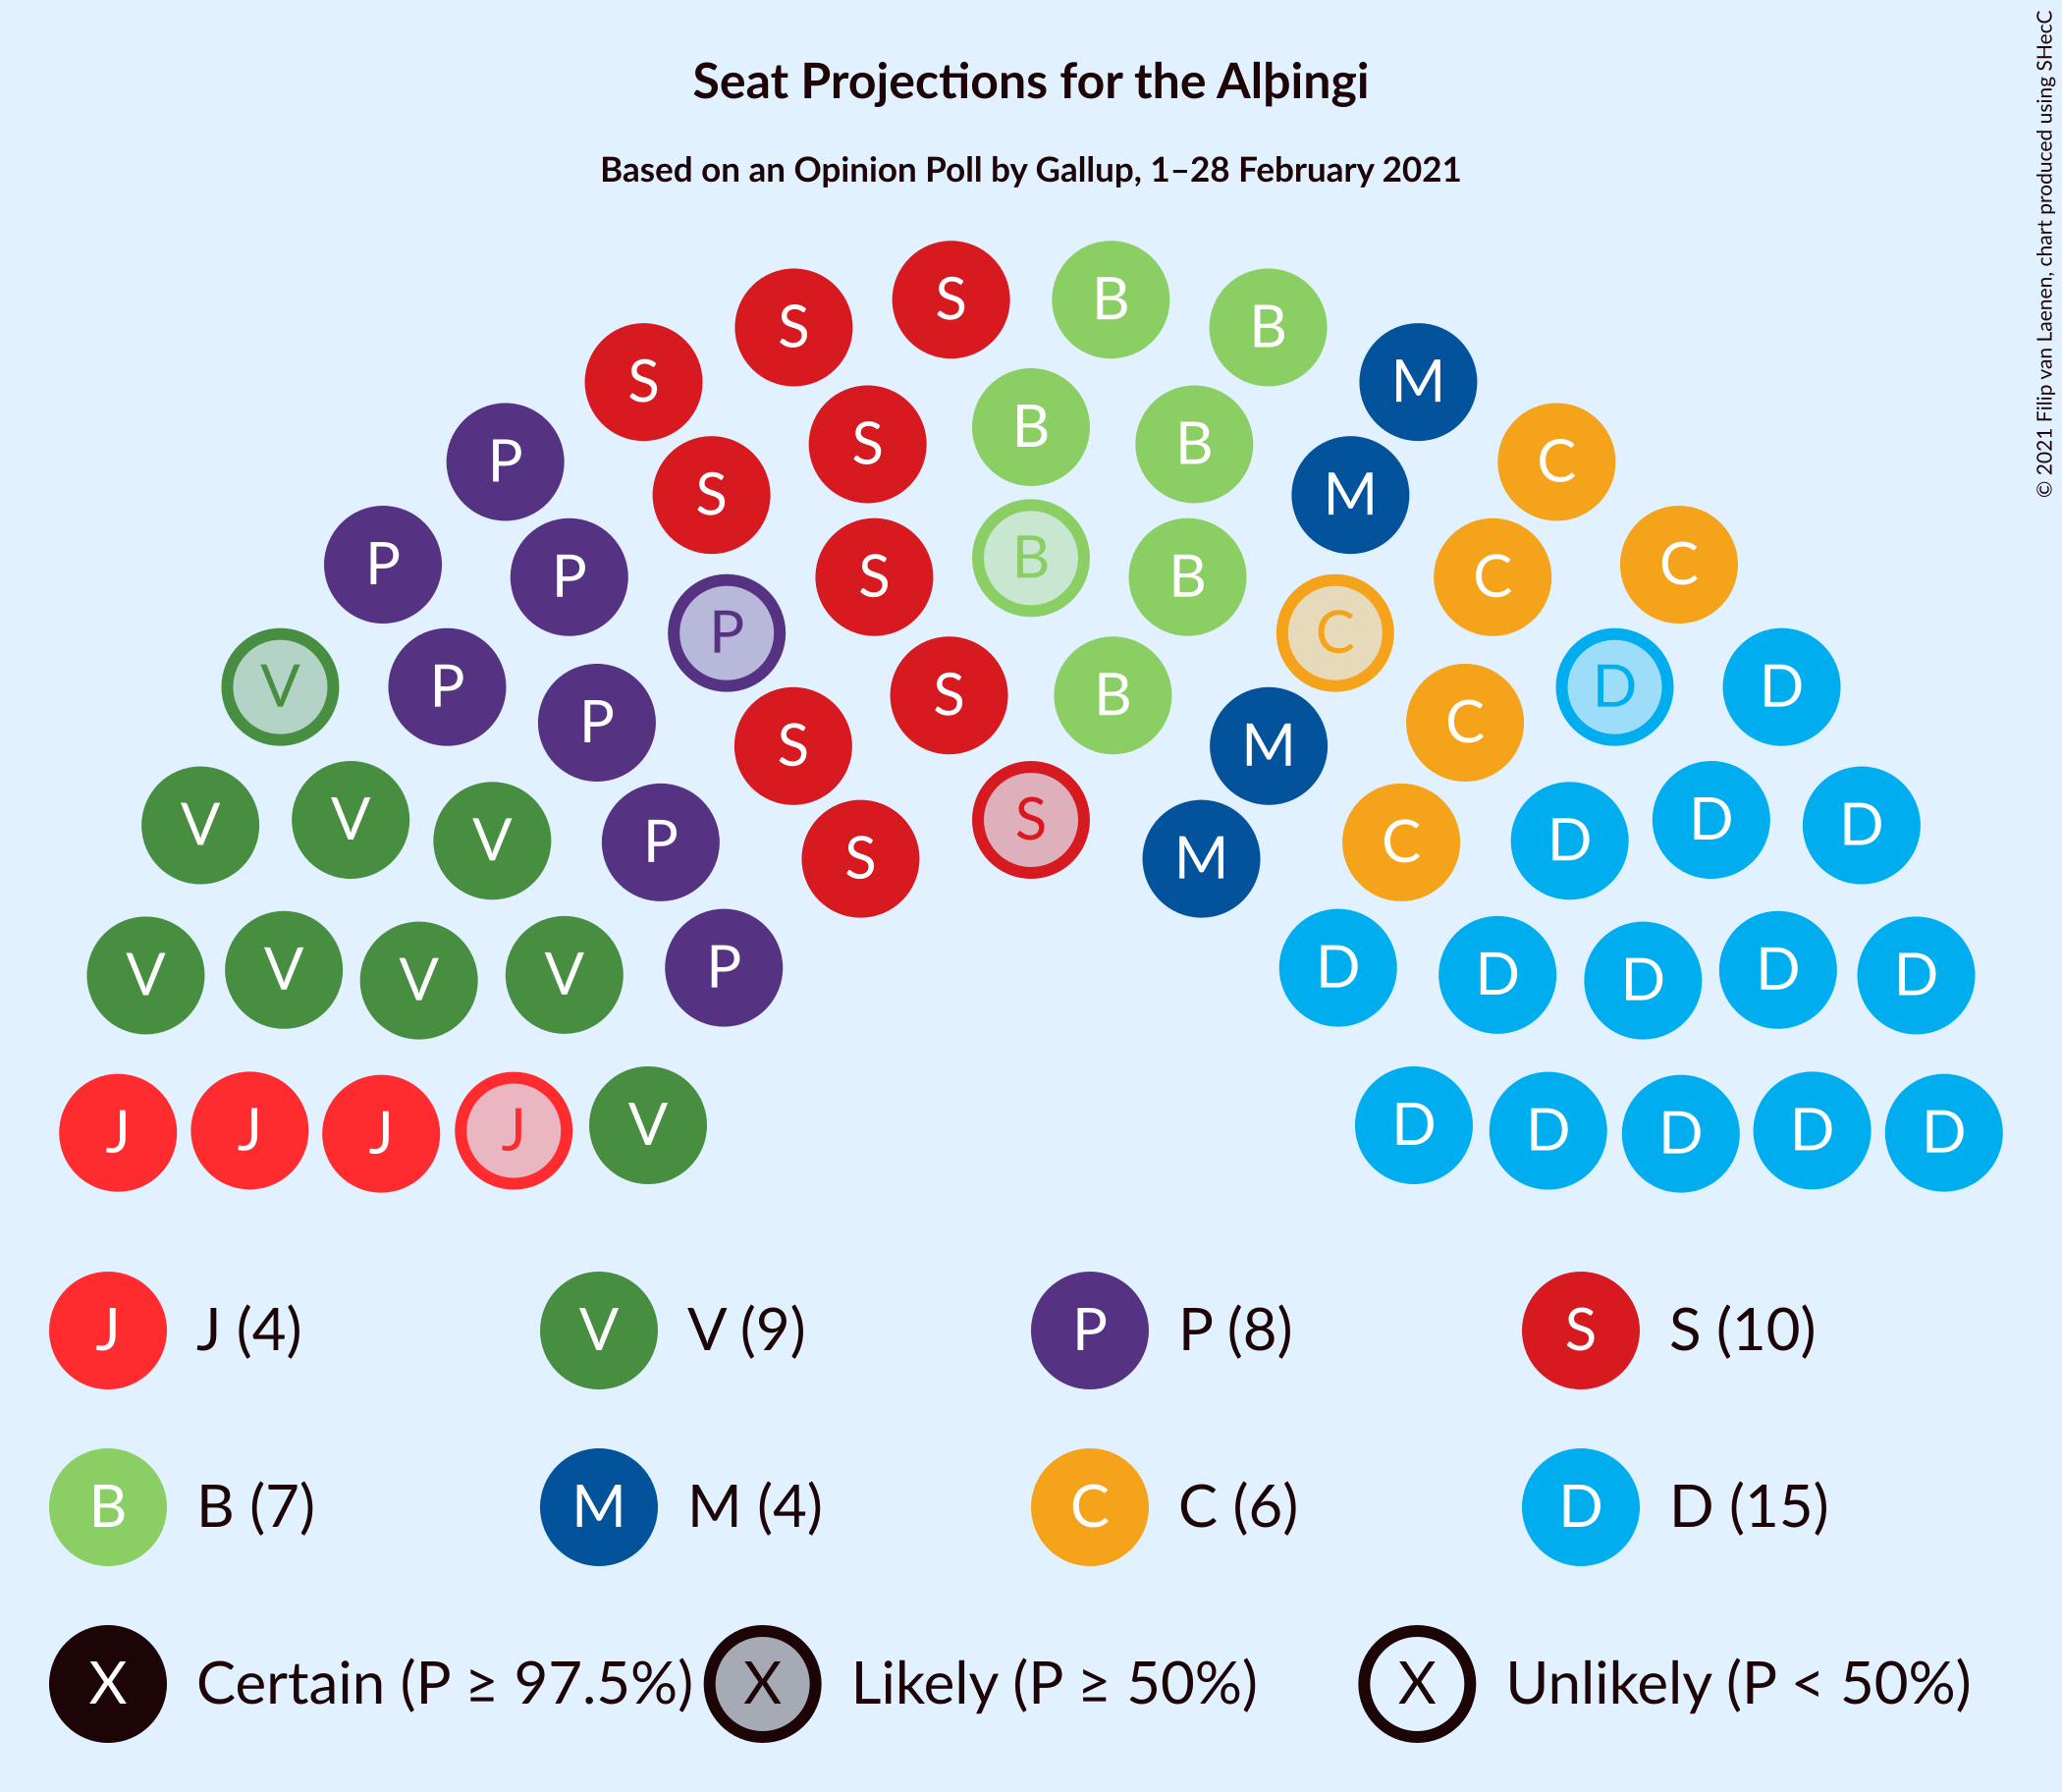 Seat Projections for the Alþingi
Based on an Opinion Poll by Gallup, 1–28 February 2021
© 2021 Filip van Laenen, chart produced using SHecC
S B
S B
S M
B
S B
P C
S M
B
P C
P S B C
P C
V P D D
S B
P C
S M
V V D D
S
V P C D
S M
P D
V V V V D D D D
J J J J V D D D D D
J J (4) V V (9) P P (8) S S (10)
B B (7) M M (4) C C (6) D D (15)
X Certain (P ≥ 97.5%) X Likely (P ≥ 50%) X Unlikely (P < 50%)